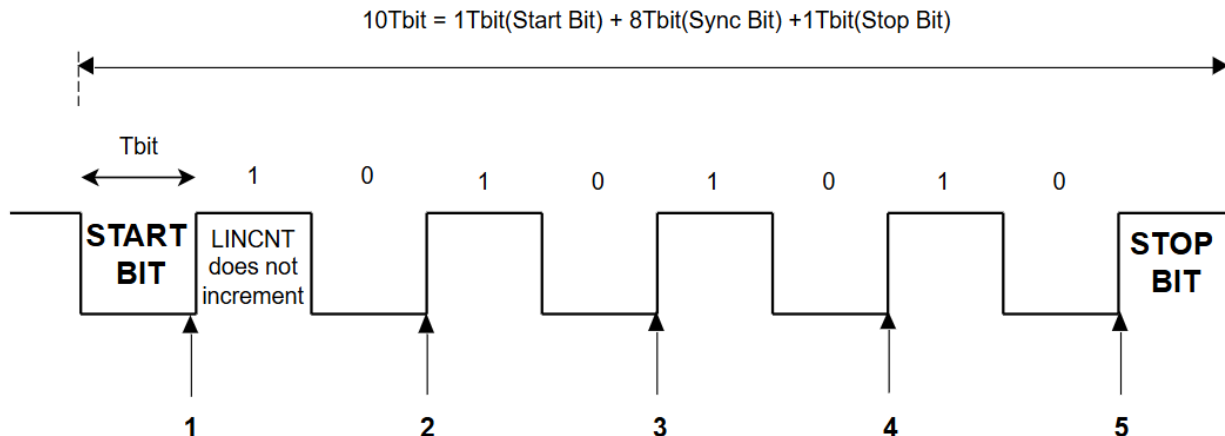 10Tbit = 1Tbit(Start Bit) + 8Tbit(Sync Bit) +1Tbit(Stop Bit)
Tbit
1 0 1 0 1 0 1 0
START
BIT
LINCNT
does not
increment
STOP
BIT
1 2 3 4 5